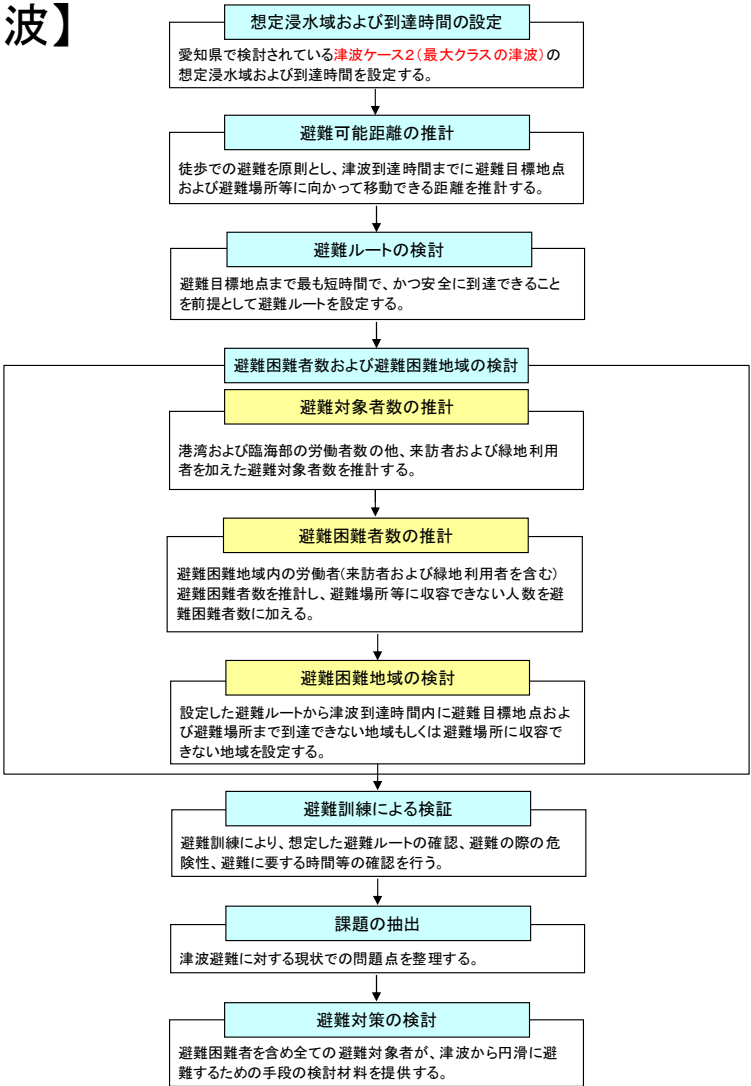 波】
想定浸水域および到達時間の設定
愛知県で検討されている津波ケース2(最大クラスの津波)の
想定浸水域および到達時間を設定する。
避難可能距離の推計
徒歩での避難を原則とし、津波到達時間までに避難目標地点
および避難場所等に向かって移動できる距離を推計する。
避難ルートの検討
避難目標地点まで最も短時間で、かつ安全に到達できること
を前提として避難ルートを設定する。
避難困難者数および避難困難地域の検討
避難対象者数の推計
港湾および臨海部の労働者数の他、来訪者および緑地利用
者を加えた避難対象者数を推計する。
避難困難者数の推計
避難困難地域内の労働者(来訪者および緑地利用者を含む)
避難困難者数を推計し、避難場所等に収容できない人数を避
難困難者数に加える。
避難困難地域の検討
設定した避難ルートから津波到達時間内に避難目標地点およ
び避難場所まで到達できない地域もしくは避難場所に収容で
きない地域を設定する。
避難訓練による検証
避難訓練により、想定した避難ルートの確認、避難の際の危
険性、避難に要する時間等の確認を行う。
課題の抽出
津波避難に対する現状での問題点を整理する。
避難対策の検討
避難困難者を含め全ての避難対象者が、津波から円滑に避
難するための手段の検討材料を提供する。